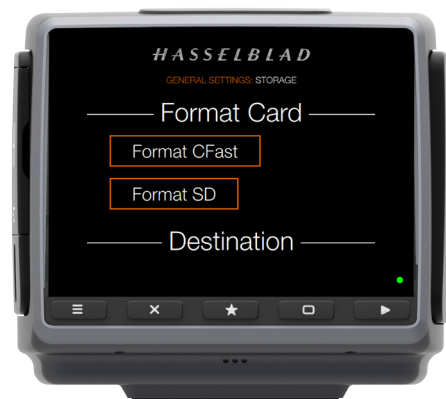 HASSELBLAD
GENERAL SETTINGS: STORAGE
Format Card
Format CFast
Format SD
Destination